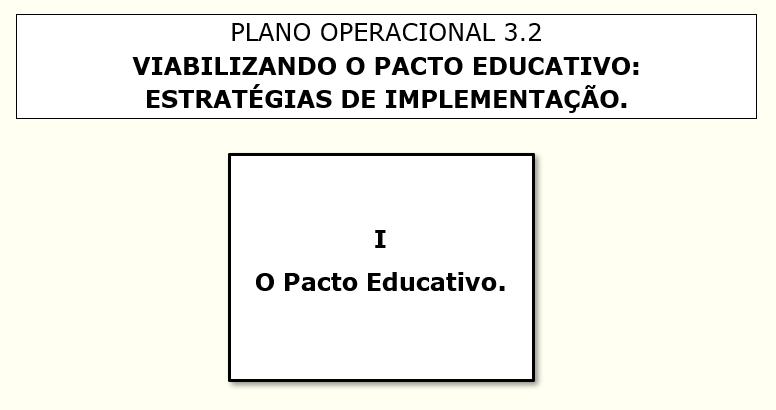 PLANO OPERACIONAL 3.2
VIABILIZANDO O PACTO EDUCATIVO:
ESTRATÉGIAS DE IMPLEMENTAÇÃO.
I
O Pacto Educativo.